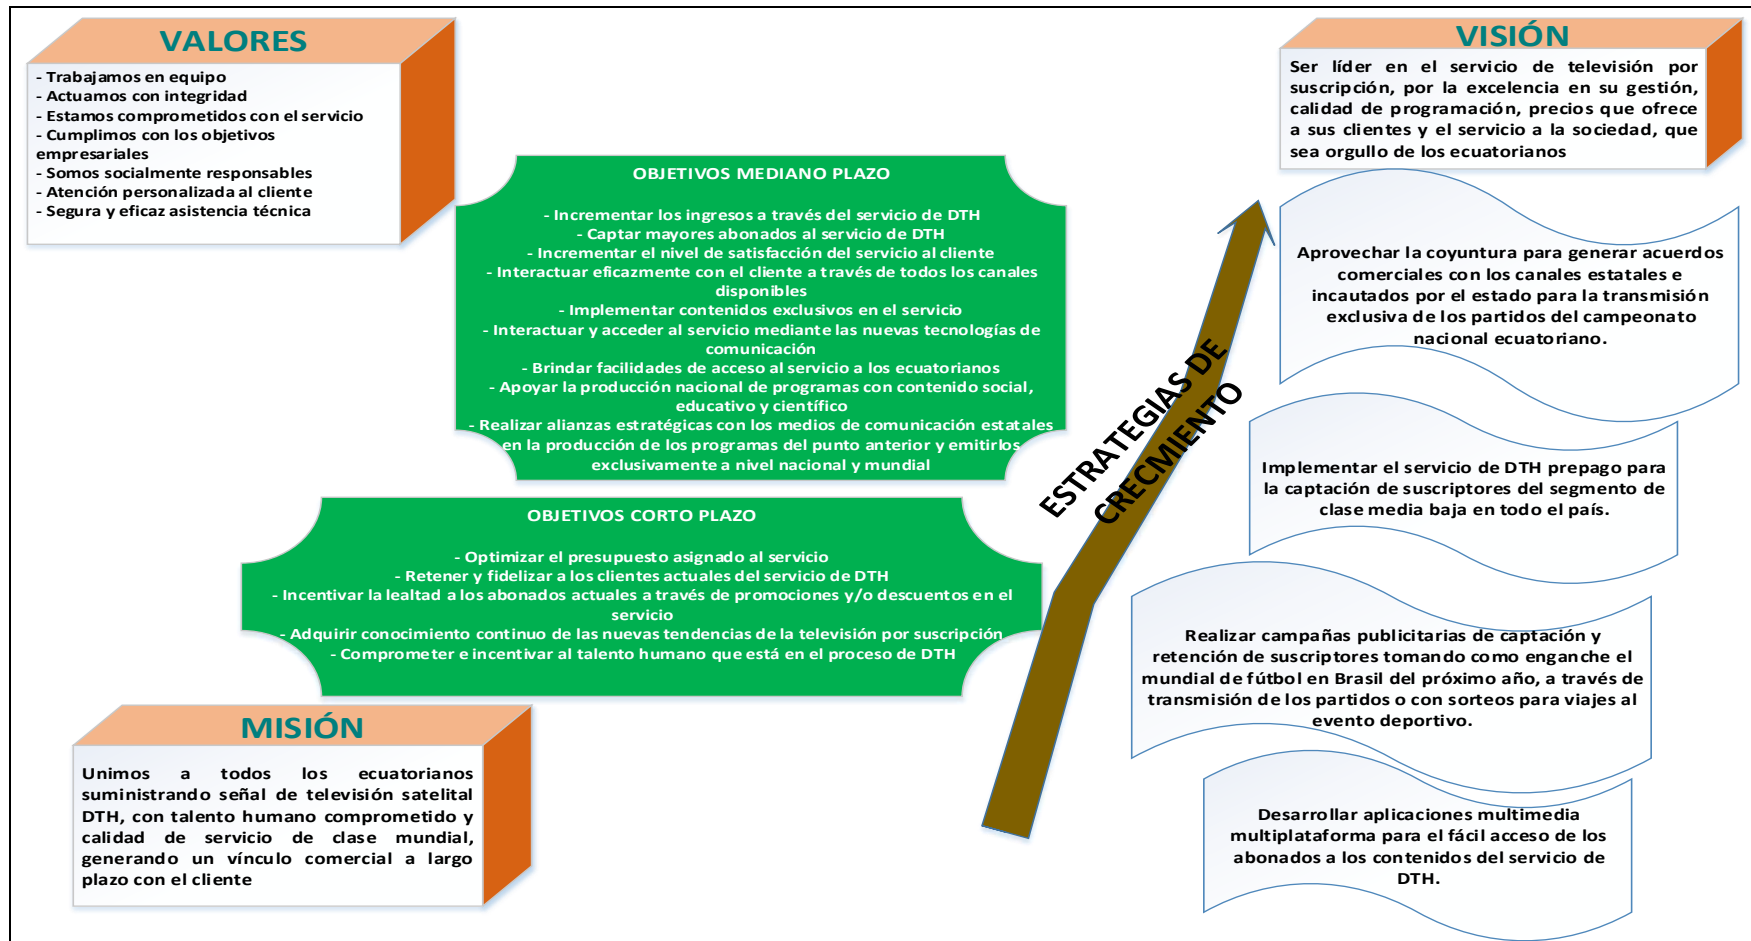 VALORES
- Trabajamos en equipo
- Actuamos con integridad
- Estamos comprometidos con el servicio
- Cumplimos con los objetivos
empresariales
- Somos socialmente responsables
- Atención personalizada al cliente
- Segura y eficaz asistencia técnica
VISIÓN
Ser líder en el servicio de televisión por
suscripción, por la excelencia en su gestión,
calidad de programación, precios que ofrece
a sus clientes y el servicio a la sociedad, que
sea orgullo de los ecuatorianos
OBJETIVOS MEDIANO PLAZO
- Incrementar los ingresos a través del servicio de DTH
- Captar mayores abonados al servicio de DTH
- Incrementar el nivel de satisfacción del servicio al cliente
- Interactuar eficazmente con el cliente a través de todos los canales
disponibles
- Implementar contenidos exclusivos en el servicio
- Interactuar y acceder al servicio mediante las nuevas tecnologías de
comunicación
- Brindar facilidades de acceso al servicio a los ecuatorianos
- Apoyar la producción nacional de programas con contenido social,
educativo y científico
- Realizar alianzas estratégicas con los medios de comunicación estatales
en la producción de los programas del punto anterior y emitirlos
exclusivamente a nivel nacional y mundial
OBJETIVOS CORTO PLAZO
- Optimizar el presupuesto asignado al servicio
- Retener y fidelizar a los clientes actuales del servicio de DTH
- Incentivar la lealtad a los abonados actuales a través de promociones y/o descuentos en el
servicio
- Adquirir conocimiento continuo de las nuevas tendencias de la televisión por suscripción
- Comprometer e incentivar al talento humano que está en el proceso de DTH
MISIÓN
Unimos a todos los ecuatorianos
suministrando señal de televisión satelital
DTH, con talento humano comprometido y
calidad de servicio de clase mundial,
generando un vínculo comercial a largo
plazo con el cliente
ESTRATEGIAS DE
CRECMIENTO
Aprovechar la coyuntura para generar acuerdos
comerciales con los canales estatales e
incautados por el estado para la transmisión
exclusiva de los partidos del campeonato
nacional ecuatoriano.
Implementar el servicio de DTH prepago para
la captación de suscriptores del segmento de
clase media baja en todo el país.
Realizar campañas publicitarias de captación y
retención de suscriptores tomando como enganche el
mundial de fútbol en Brasil del próximo año, a través de
transmisión de los partidos o con sorteos para viajes al
evento deportivo.
Desarrollar aplicaciones multimedia
multiplataforma para el fácil acceso de los
abonados a los contenidos del servicio de
DTH.